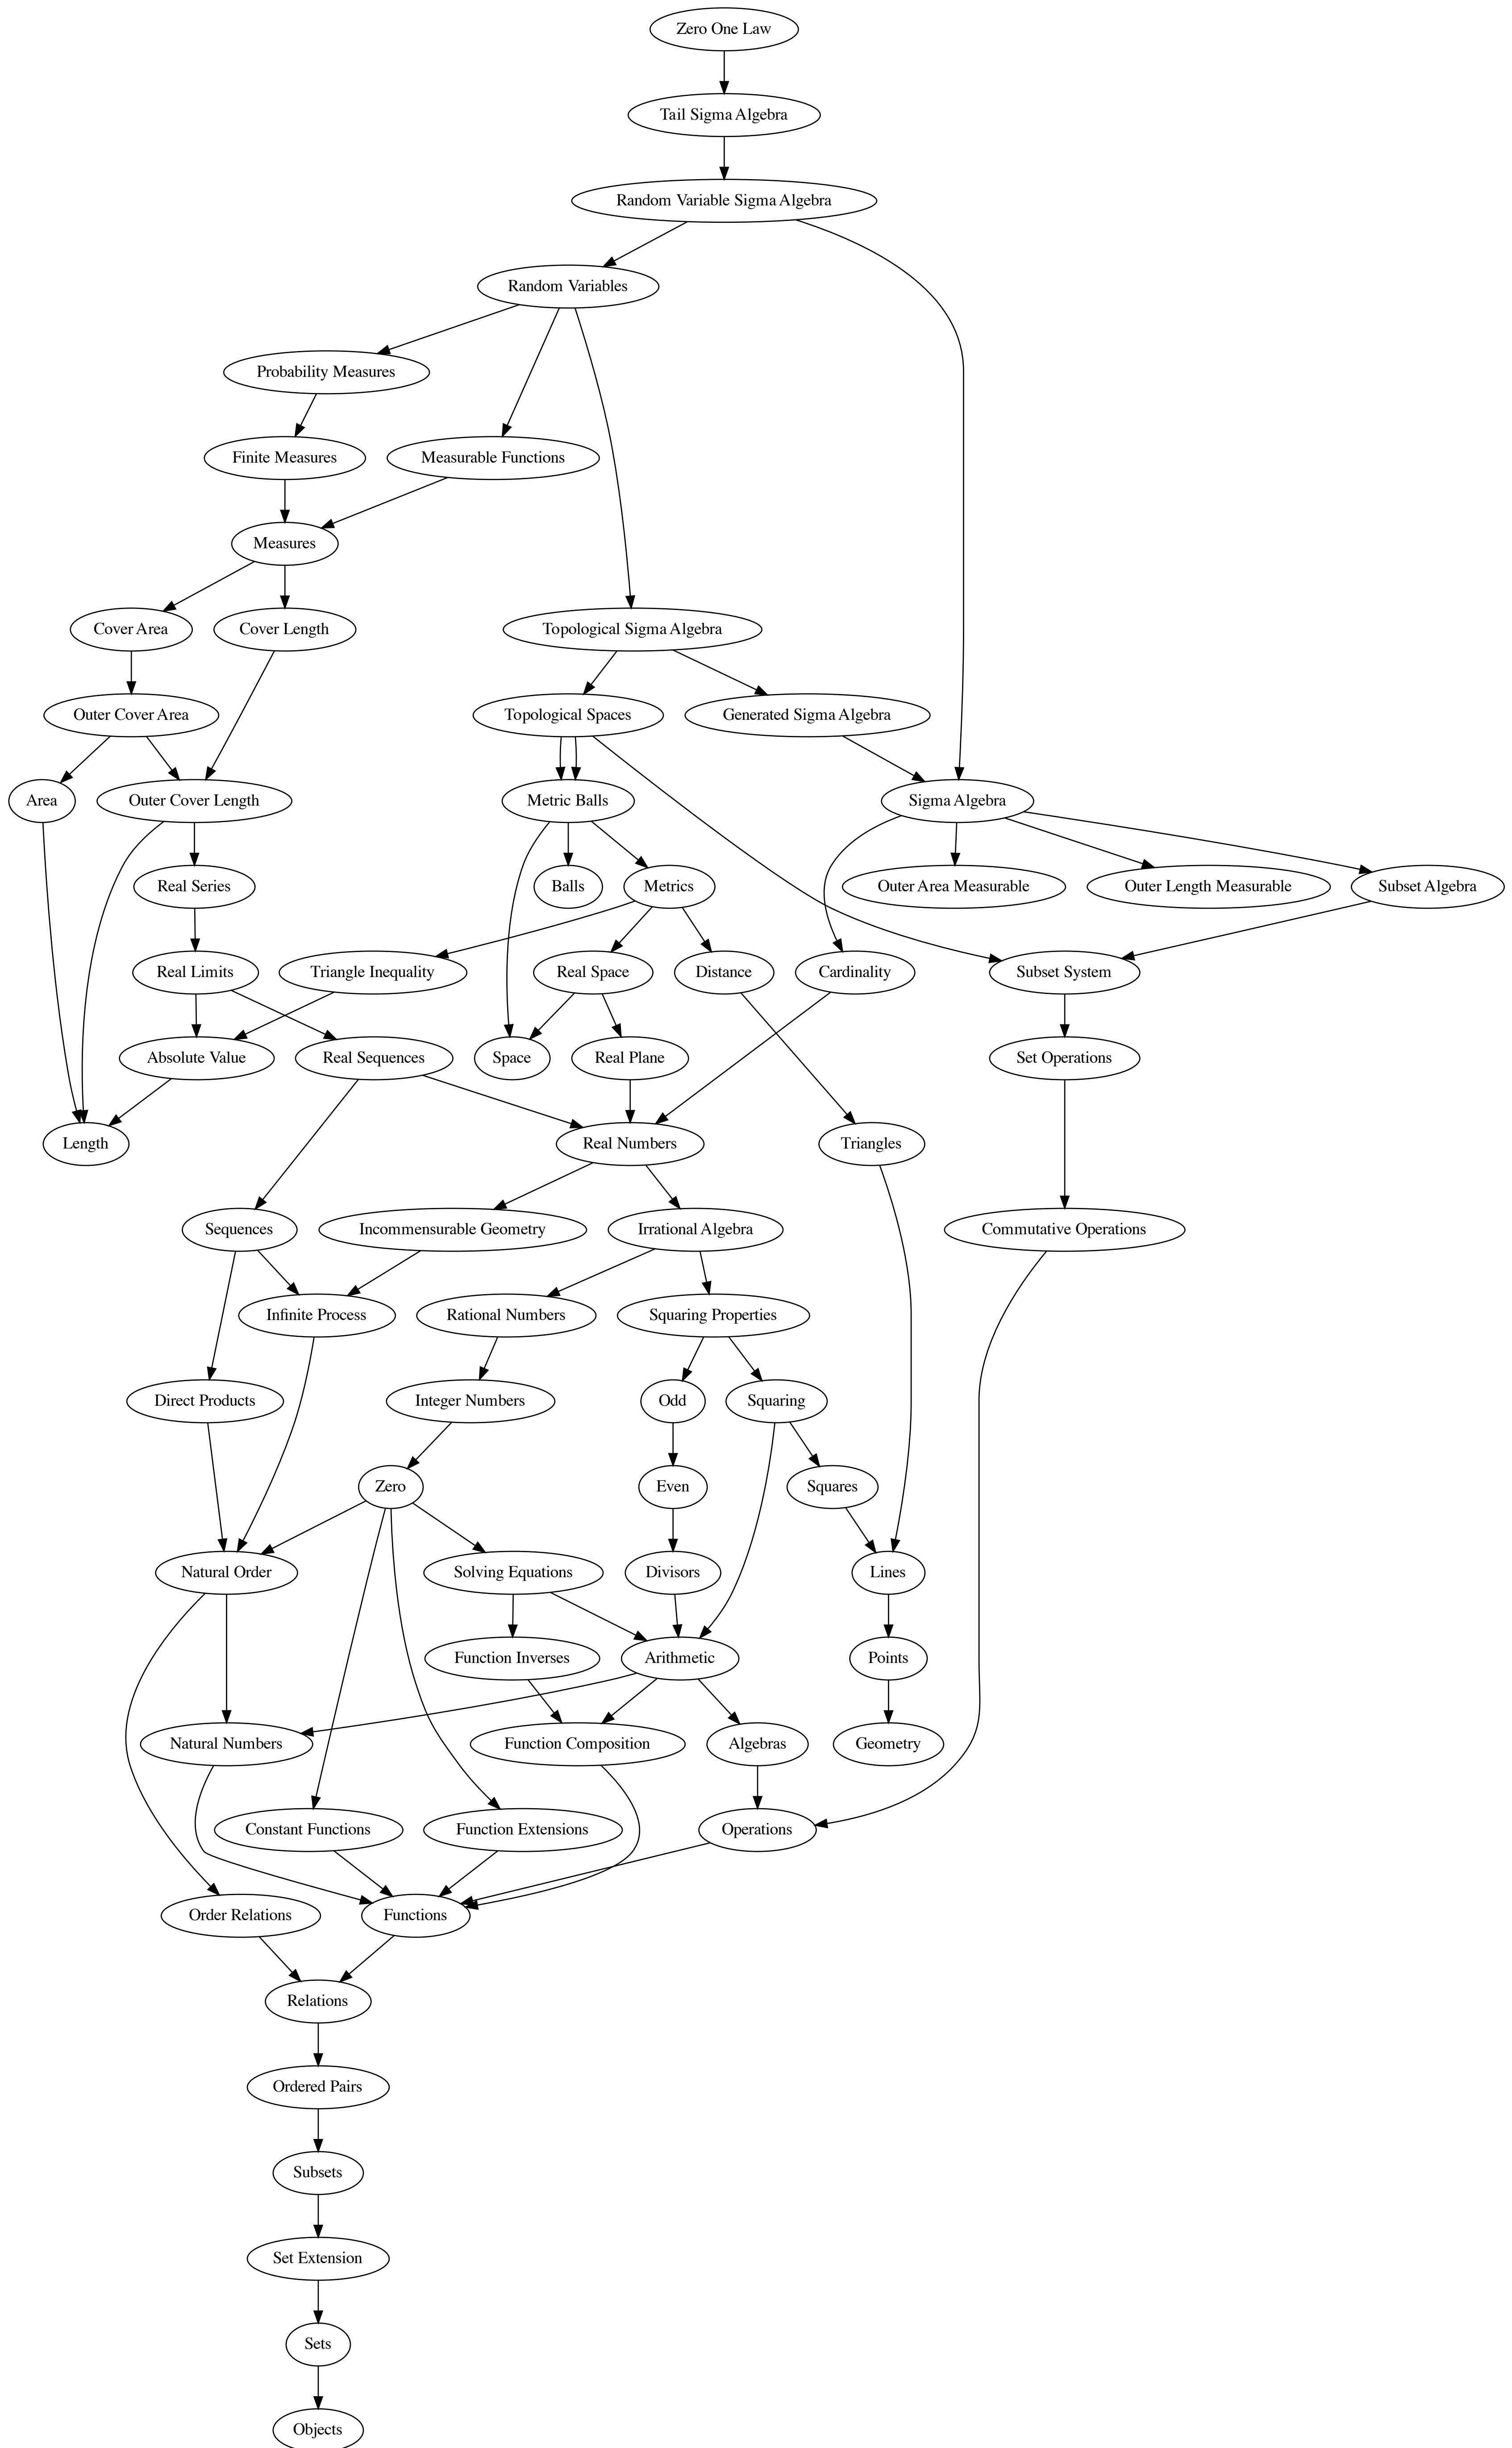 Zero One Law
Tail Sigma Algebra
Random Variable Sigma Algebra
Random Variables
Probability Measures
Finite Measures
Measurable Functions
Measures
Cover Area
Cover Length
Topological Sigma Algebra
Outer Cover Area
Topological Spaces
Generated Sigma Algebra
Area
Outer Cover Length
Metric Balls
Sigma Algebra
Real Series
Balls
Metrics
Outer Area Measurable
Outer Length Measurable
Subset Algebra
Real Limits
Triangle Inequality
Real Space
Distance
Cardinality
Subset System
Absolute Value
Real Sequences
Space
Real Plane
Set Operations
Length
Real Numbers
Triangles
Sequences
Incommensurable Geometry
Irrational Algebra
Commutative Operations
Infinite Process
Rational Numbers
Squaring Properties
Direct Products
Integer Numbers
Odd
Squaring
Zero
Even
Squares
Natural Order
Solving Equations
Divisors
Lines
Function Inverses
Arithmetic
Points
Natural Numbers
Function Composition
Algebras
Geometry
Constant Functions
Function Extensions
Operations
Order Relations
Functions
Relations
Ordered Pairs
Subsets
Set Extension
Sets
Objects